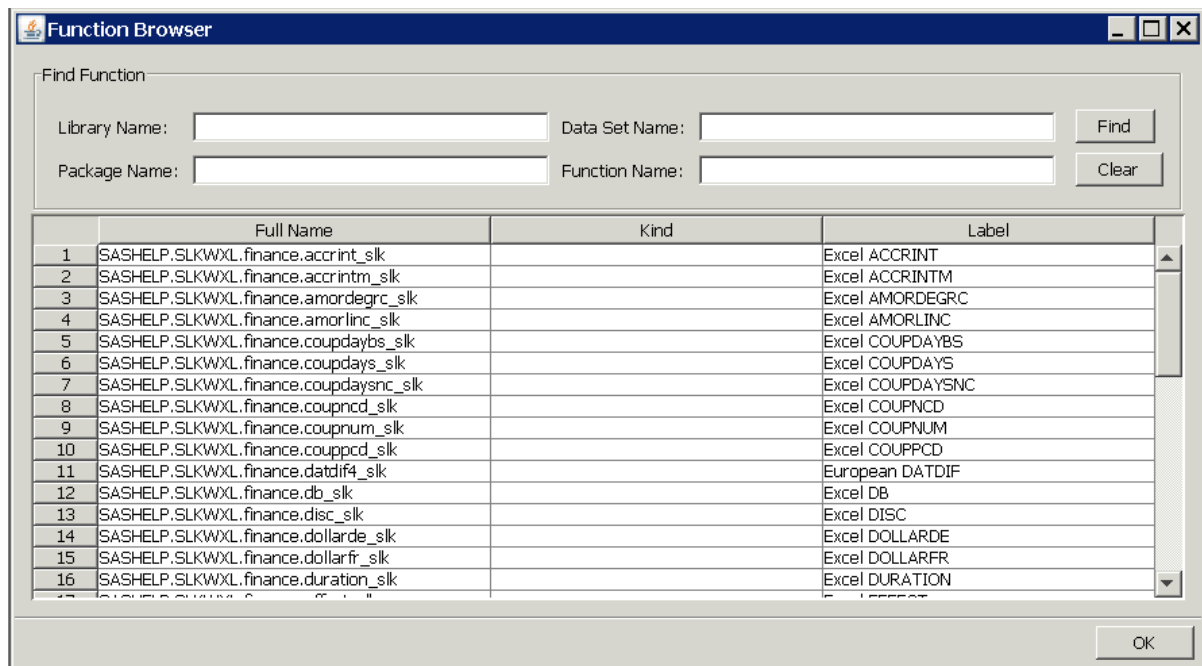 Function Browser
Find Function
Library Name: Data Set Name: Find
Package Name: Function Name: Clear
Full Name Kind Label
1 SASHELP.SLKWXL.finance.accrint_slk Excel ACCRINT
2 SASHELP.SLKWXL.finance.accrintm_slk Excel ACCRINTM
3 SASHELP.SLKWXL.finance.amordegrc_slk Excel AMORDEGRC
4 SASHELP.SLKWXL.finance.amorlinc_slk Excel AMORLINC
5 SASHELP.SLKWXL.finance.coupdaybs_slk Excel COUPDAYBS
6 SASHELP.SLKWXL.finance.coupdays_slk Excel COUPDAYS
7 SASHELP.SLKWXL.finance.coupdaysnc_slk Excel COUPDAYSNC
8 SASHELP.SLKWXL.finance.coupncd_slk Excel COUPNCD
9 SASHELP.SLKWXL.finance.coupnum_slk Excel COUPNUM
10 SASHELP.SLKWXL.finance.couppcd_slk Excel COUPPCD
11 SASHELP.SLKWXL.finance.datdif4_slk European DATDIF
12 SASHELP.SLKWXL.finance.db_slk Excel DB
13 SASHELP.SLKWXL.finance.disc_slk Excel DISC
14 SASHELP.SLKWXL.finance.dollarde_slk Excel DOLLARDE
15 SASHELP.SLKWXL.finance.dollarfr_slk Excel DOLLARFR
16 SASHELP.SLKWXL.finance.duration_slk Excel DURATION
OK